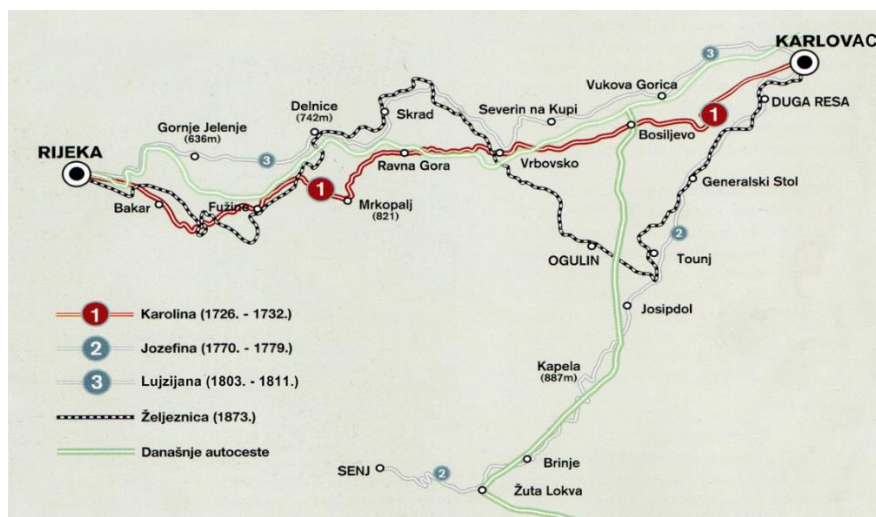 KARLOVAC
3
Vukova Gorica
DUGA RESA
Delnice
(742m)
Skrad
Severin na Kupi
1
Gornje Jelenje
(636m)
3
Bosiljevo
RIJEKA
Ravna Gora
Vrbovsko
Generalski Stol
1
Bakar
Fužine
Mrkopalj
(821)
2
OGULIN
Tounj
1 Karolina (1726. - 1732.)
Josipdol
2 Jozefina (1770. - 1779.)
Kapela
(887m)
3 Lujzijana (1803. - 1811.)
Željeznica (1873.)
Današnje autoceste
SENJ
2
Brinje
Žuta Lokva